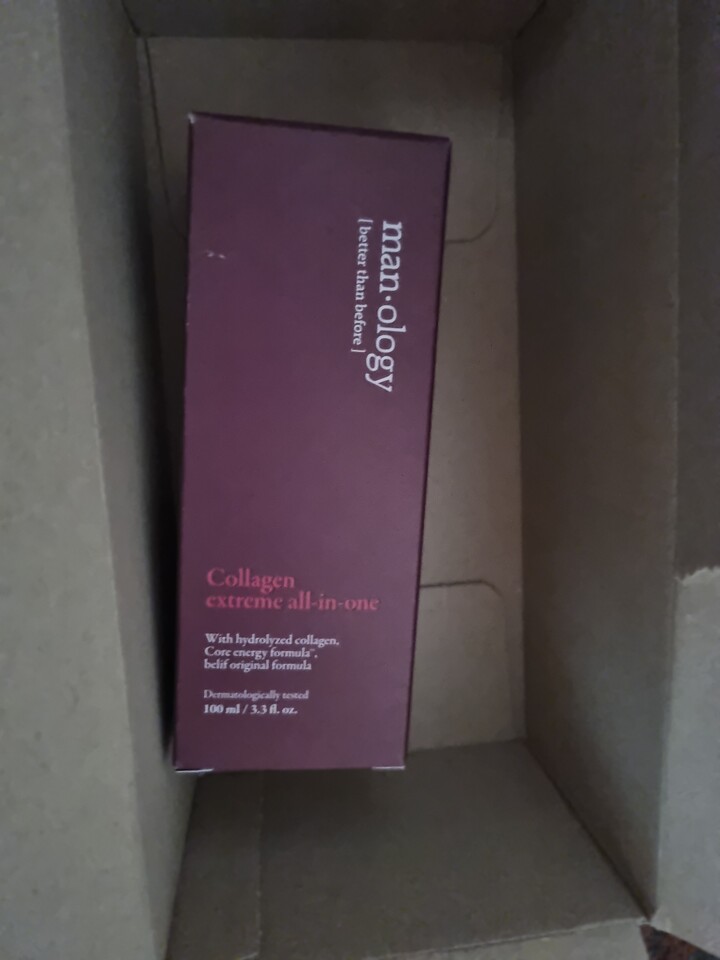 man·ology
[ better than before ]
Collagen
extreme all-in-one
With hydrolyzed collagen,
Core energy formula™,
belif original formula
Dermatologically tested
100 ml / 3.3 fl. oz.